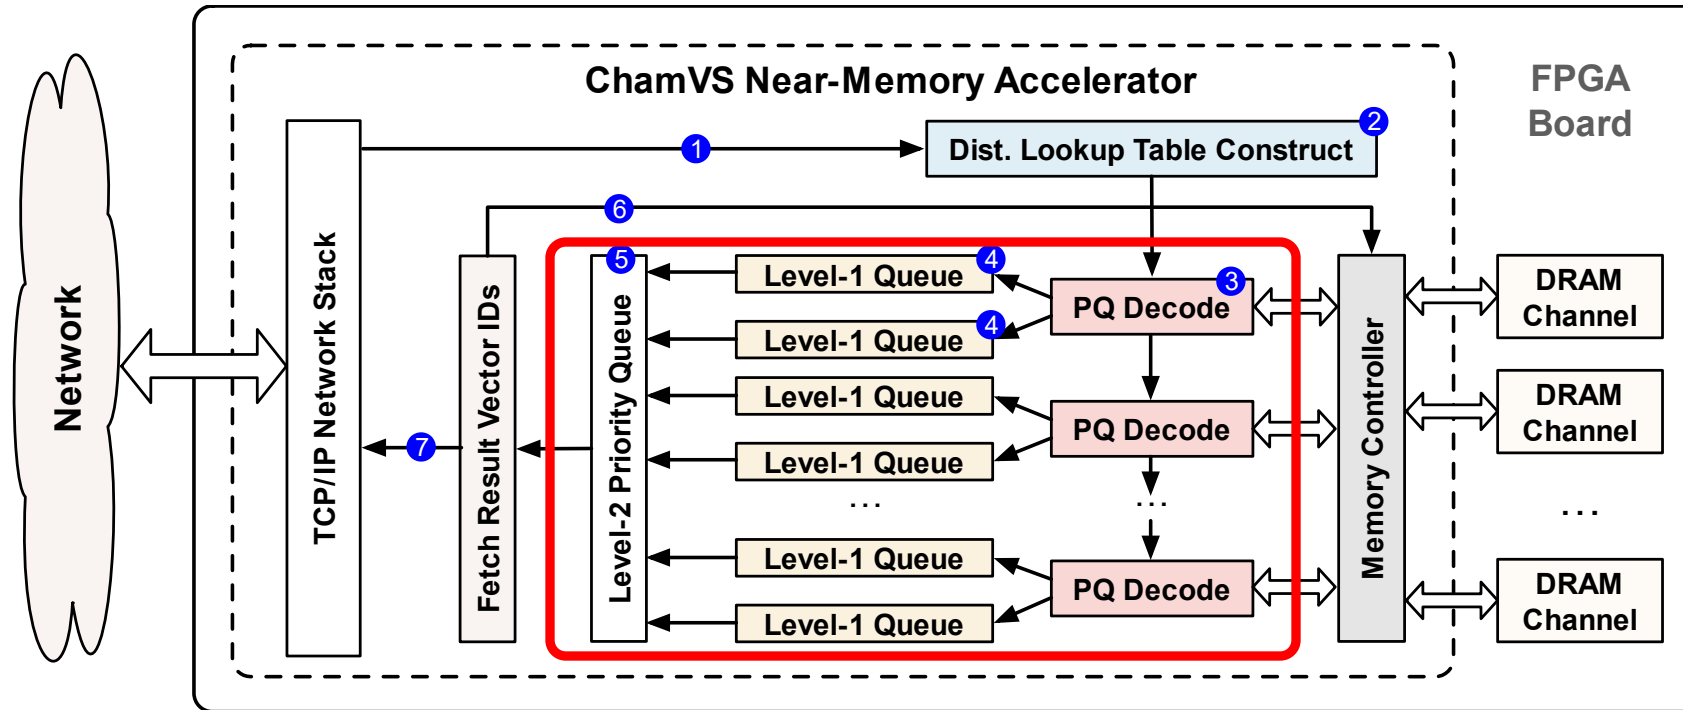 ChamVS Near-Memory Accelerator
FPGA
Board
Network
TCP/IP Network Stack
1
Dist. Lookup Table Construct
2
6
Fetch Result Vector IDs
7
5
Level-2 Priority Queue
Level-1 Queue
4
Level-1 Queue
4
Level-1 Queue
Level-1 Queue
...
Level-1 Queue
Level-1 Queue
PQ Decode
3
PQ Decode
...
PQ Decode
Memory Controller
DRAM
Channel
DRAM
Channel
...
DRAM
Channel